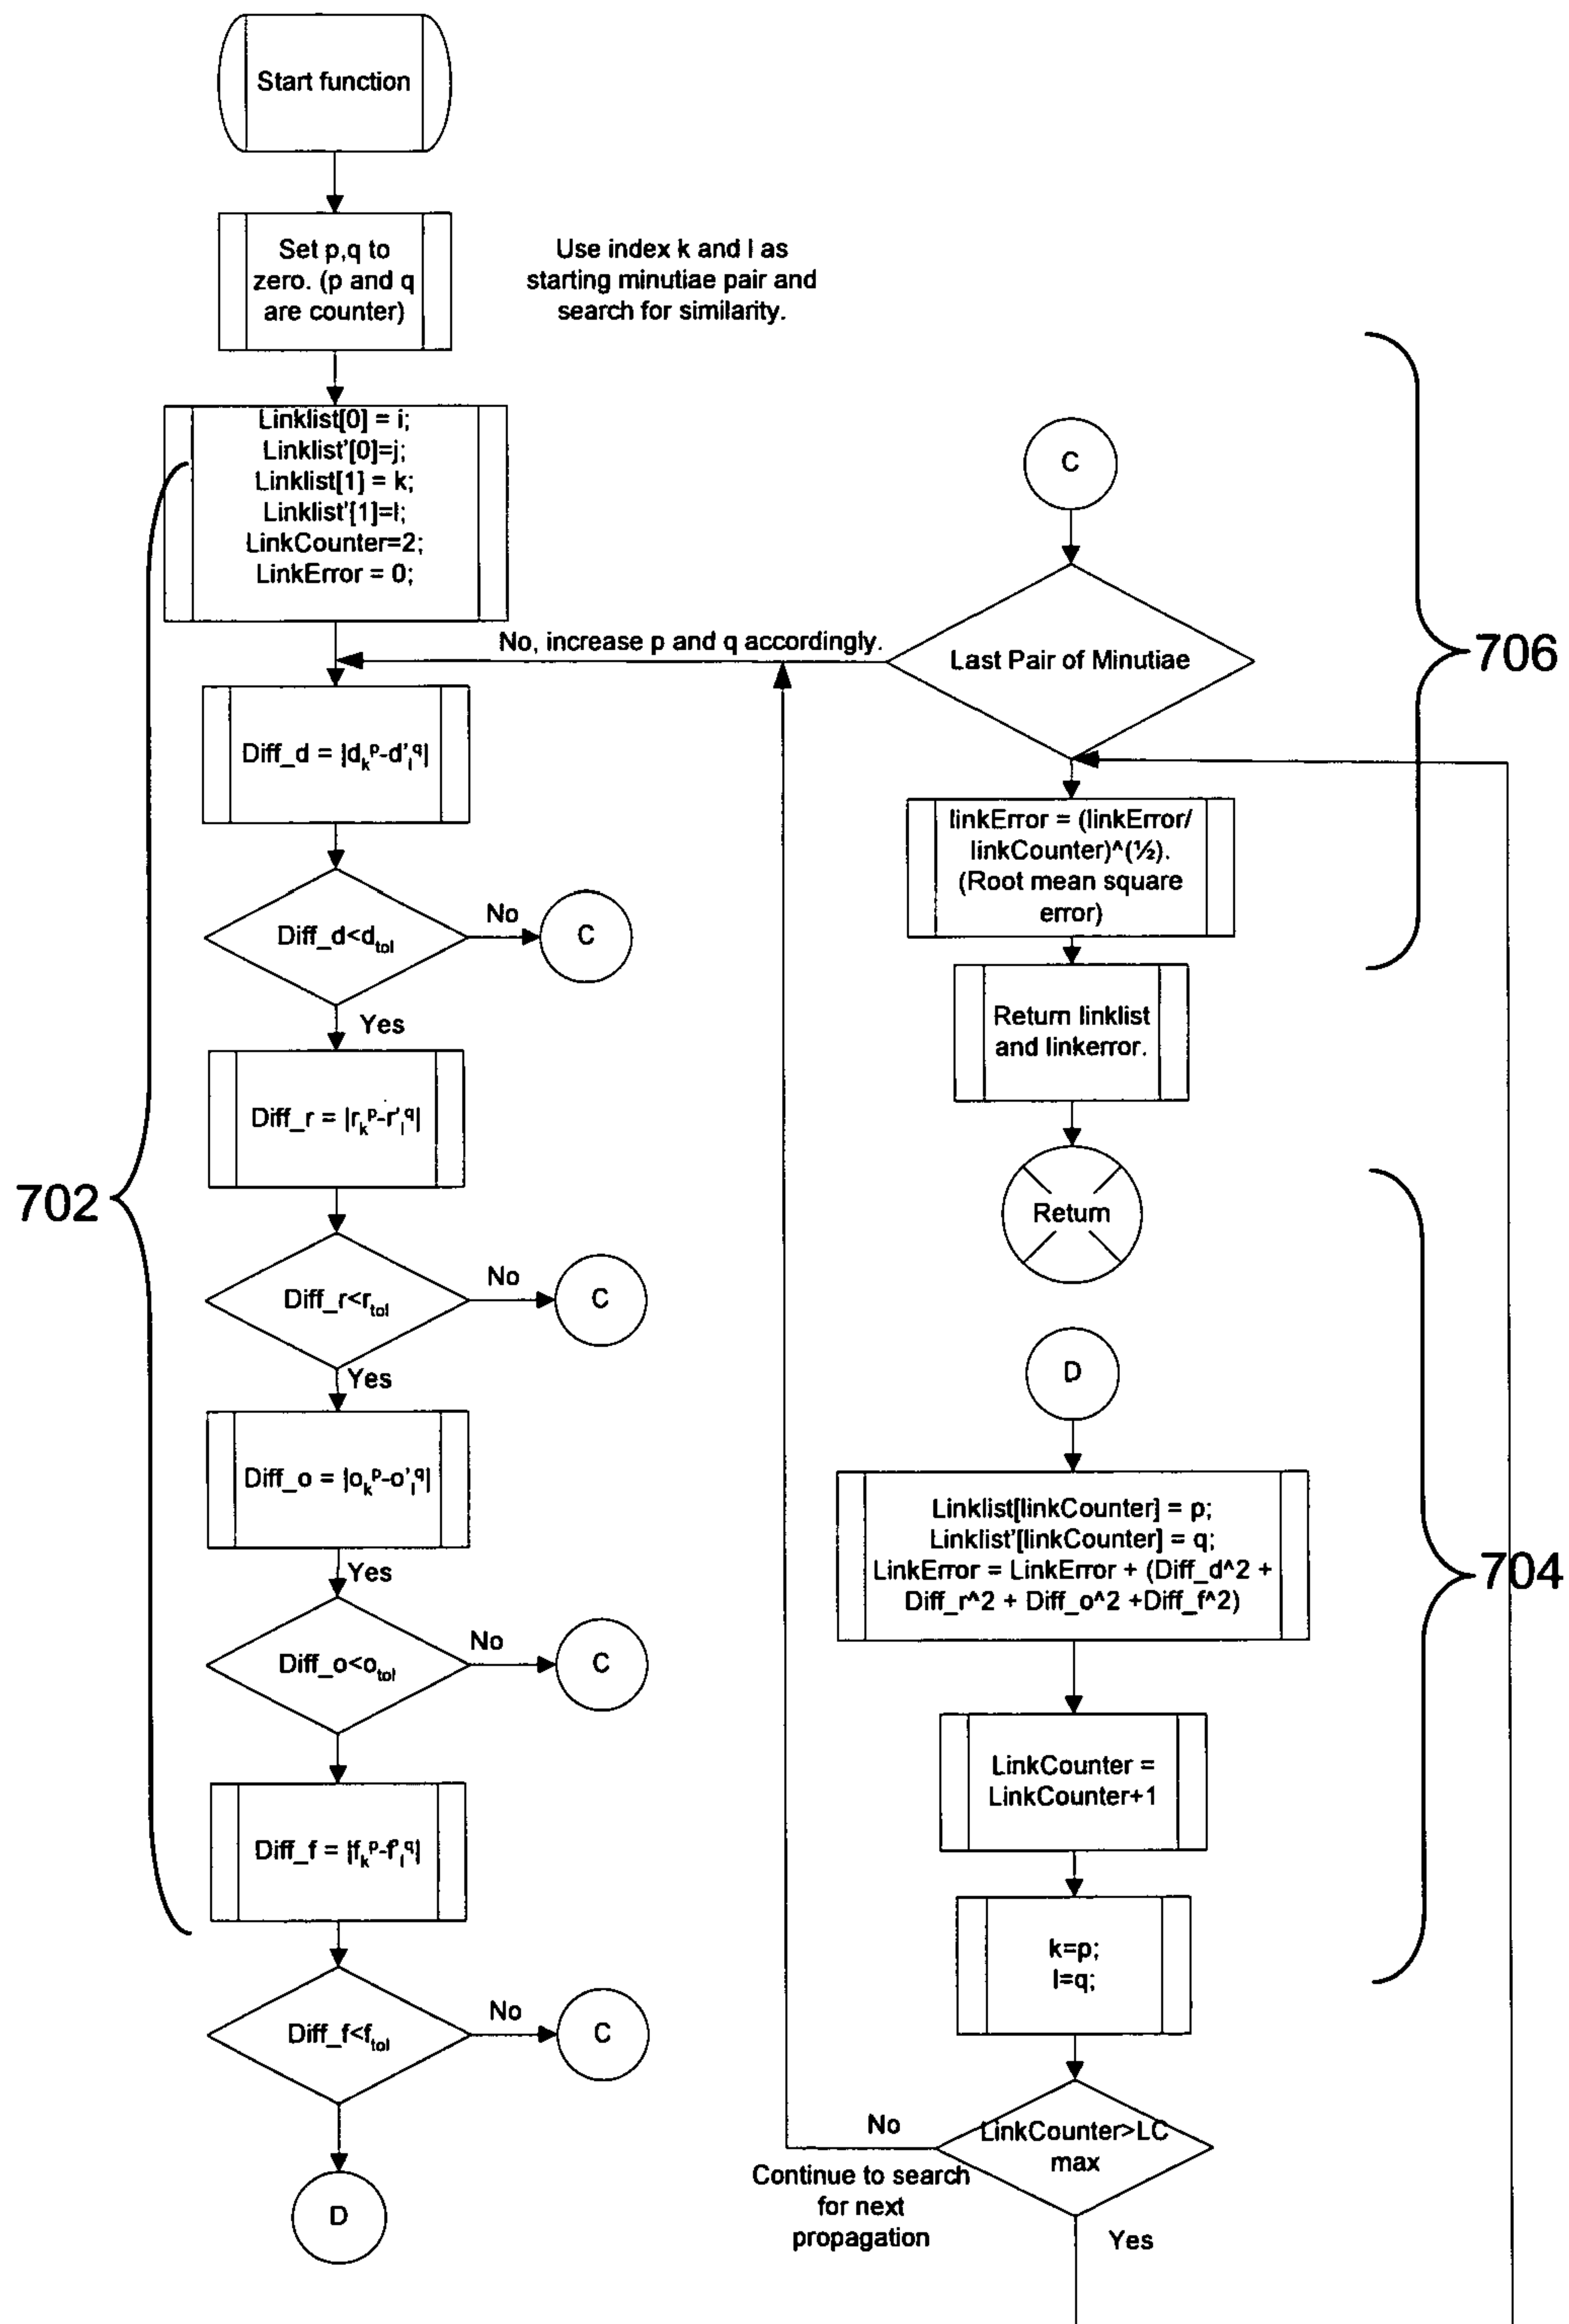 Start function
Set p,q to
zero. (p and q
are counter)
Use index k and l as
starting minutiae pair and
search for similarity.
Linklist[0] = i;
Linklist'[0]=j;
Linklist[1] = k;
Linklist'[1]=l;
LinkCounter=2;
LinkError = 0;
No, increase p and q accordingly.
Diff_d = |d_k^p-d'_l^q|
Diff_d<d_tol
No
C
Yes
Diff_r = |r_k^p-r'_l^q|
702
Diff_r<r_tol
No
C
Yes
Diff_o = |o_k^p-o'_l^q|
Yes
Diff_o<o_tol
No
C
Diff_f = |f_k^p-f'_l^q|
Diff_f<f_tol
No
C
D
C
Last Pair of Minutiae
706
linkError = (linkError/
linkCounter)^(½).
(Root mean square
error)
Return linklist
and linkerror.
Return
D
Linklist[linkCounter] = p;
Linklist'[linkCounter] = q;
LinkError = LinkError + (Diff_d^2 +
Diff_r^2 + Diff_o^2 +Diff_f^2)
704
LinkCounter =
LinkCounter+1
k=p;
l=q;
LinkCounter>LC
max
No
Continue to search
for next
propagation
Yes